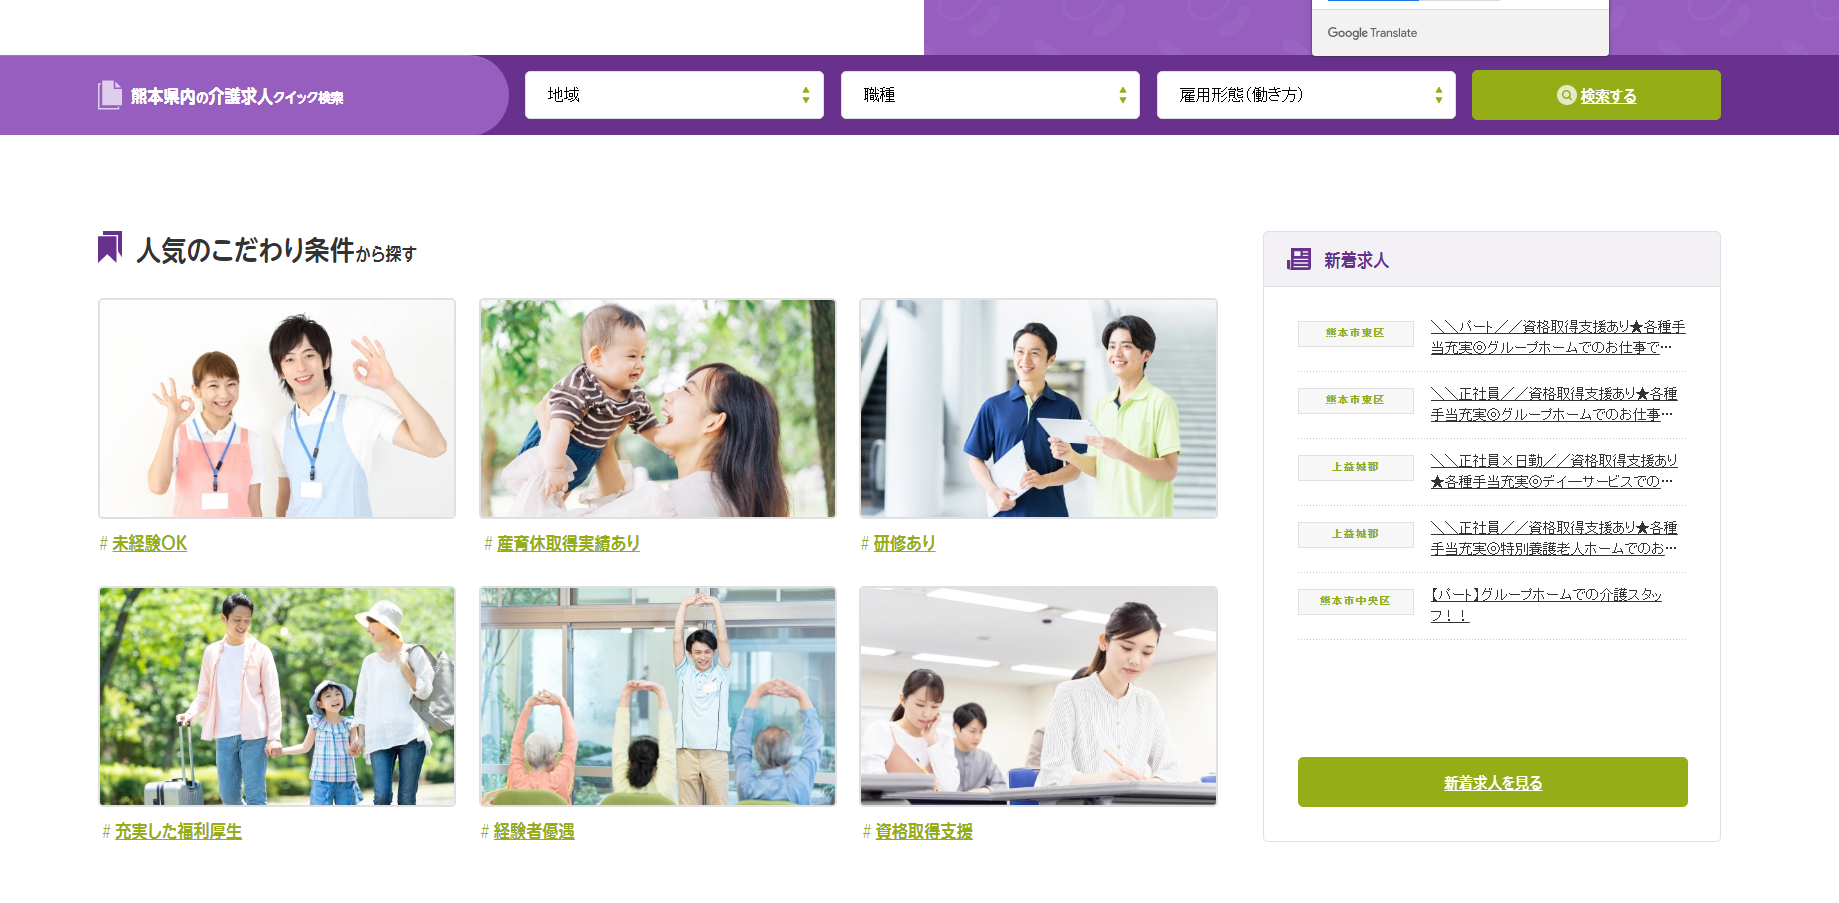 Google Translate
熊本県内の介護求人クイック検索
地域
職種
雇用形態（働き方）
検索する
人気のこだわり条件から探す
# 未経験OK
# 産育休取得実績あり
# 研修あり
# 充実した福利厚生
# 経験者優遇
# 資格取得支援
新着求人
熊本市東区
＼＼パート／／資格取得支援あり★各種手
当充実◎グループホームでのお仕事で…
熊本市東区
＼＼正社員／／資格取得支援あり★各種
手当充実◎グループホームでのお仕事…
上益城郡
＼＼正社員×日勤／／資格取得支援あり
★各種手当充実◎デイーサービスでの…
上益城郡
＼＼正社員／／資格取得支援あり★各種
手当充実◎特別養護老人ホームでのお…
熊本市中央区
【パート】グループホームでの介護スタッ
フ！！
新着求人を見る